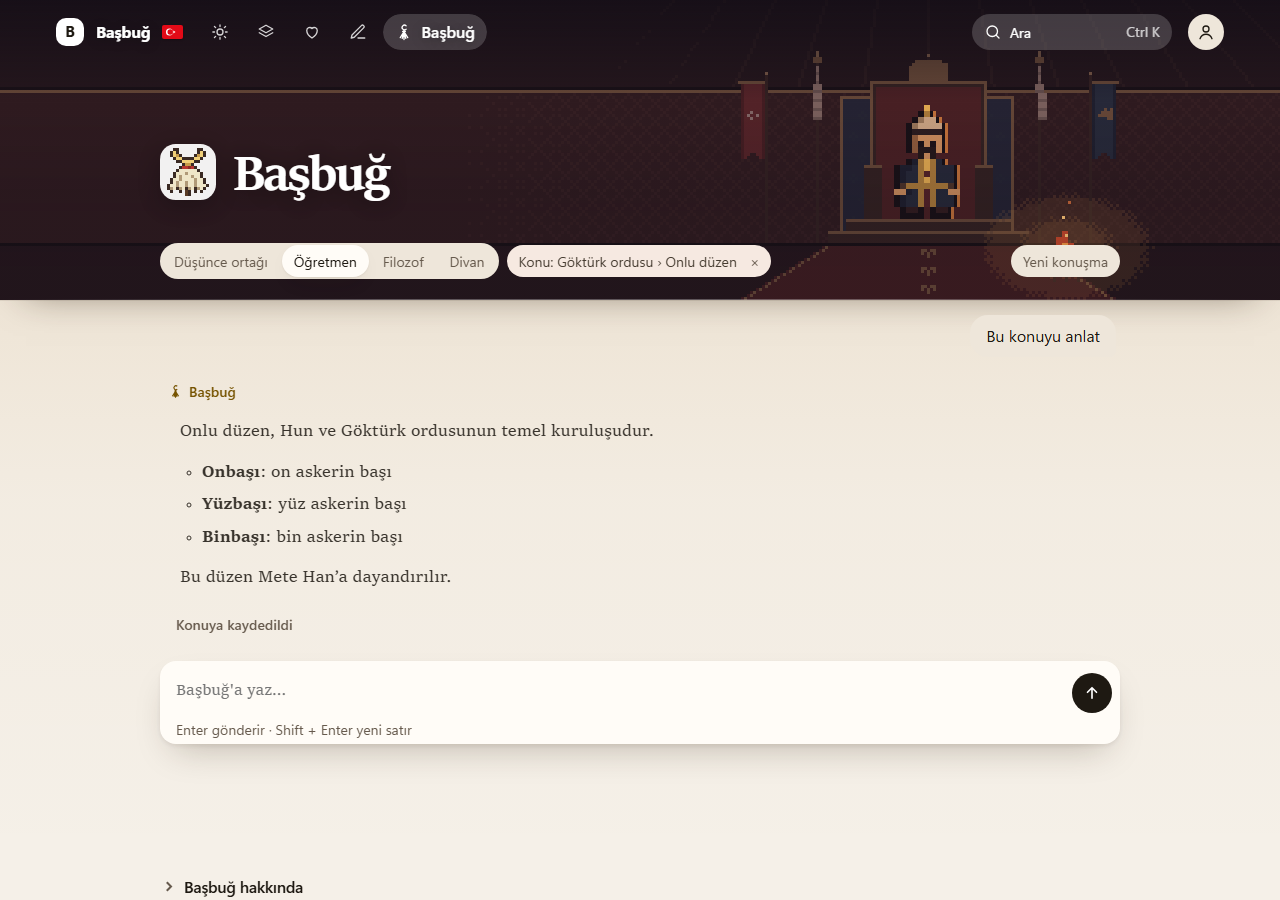 B Başbuğ Başbuğ Ara Ctrl K
Başbuğ
Düşünce ortağı Öğretmen Filozof Divan Konu: Göktürk ordusu › Onlu düzen × Yeni konuşma
Bu konuyu anlat
Başbuğ
Onlu düzen, Hun ve Göktürk ordusunun temel kuruluşudur.
Onbaşı: on askerin başı
Yüzbaşı: yüz askerin başı
Binbaşı: bin askerin başı
Bu düzen Mete Han’a dayandırılır.
Konuya kaydedildi
Başbuğ'a yaz...
Enter gönderir · Shift + Enter yeni satır
Başbuğ hakkında